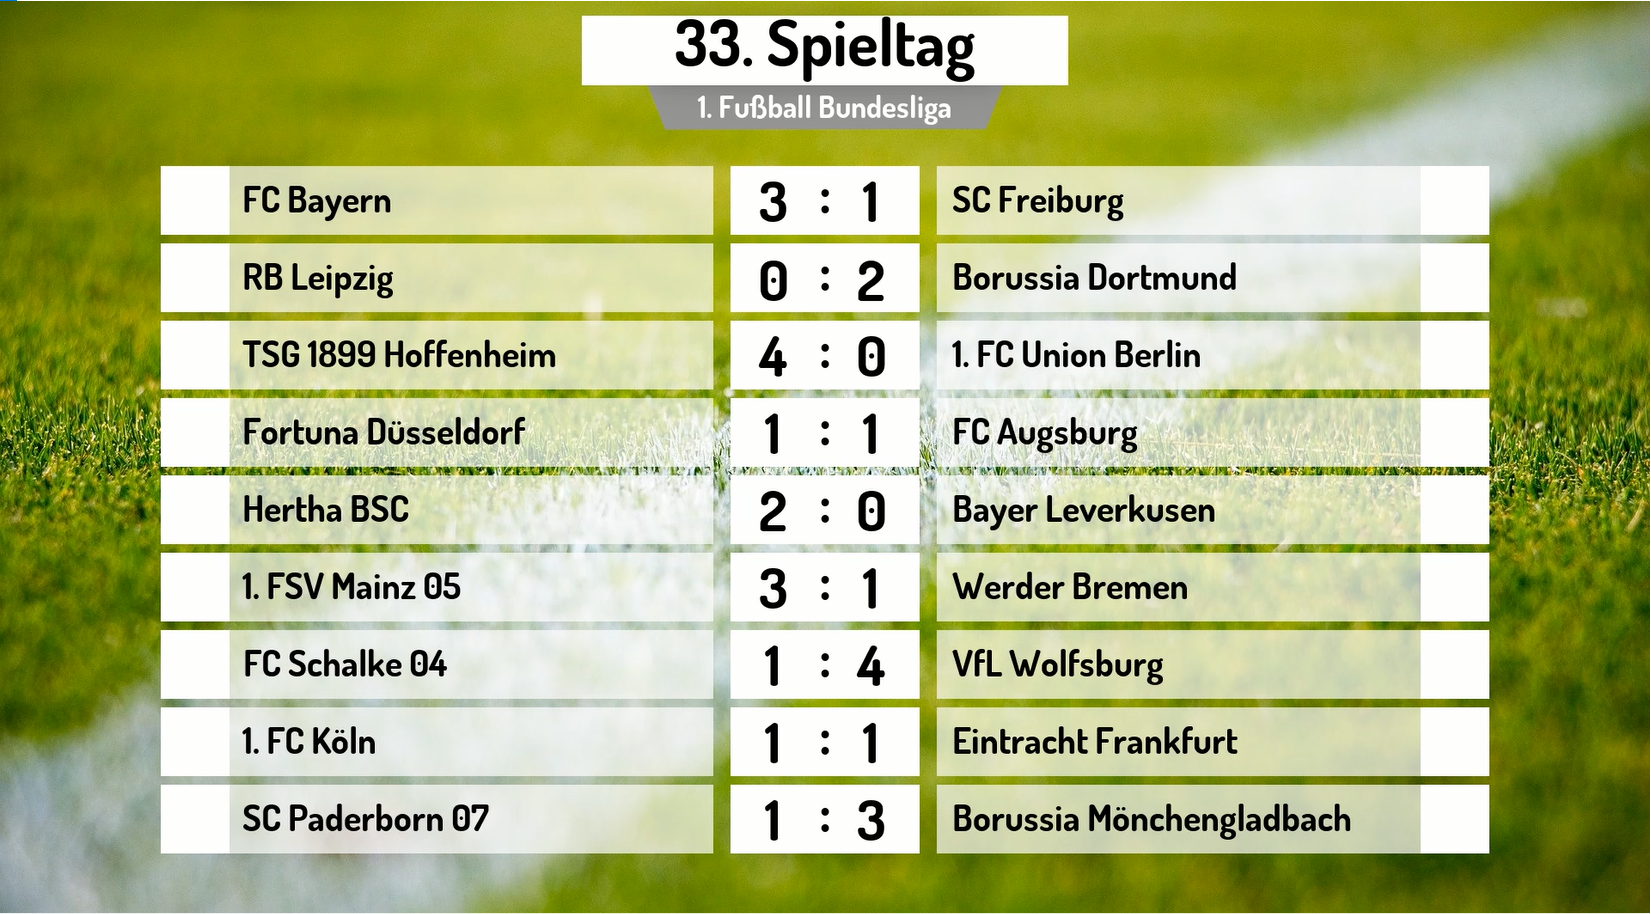 33. Spieltag
1. Fußball Bundesliga
FC Bayern 3 : 1 SC Freiburg
RB Leipzig 0 : 2 Borussia Dortmund
TSG 1899 Hoffenheim 4 : 0 1. FC Union Berlin
Fortuna Düsseldorf 1 : 1 FC Augsburg
Hertha BSC 2 : 0 Bayer Leverkusen
1. FSV Mainz 05 3 : 1 Werder Bremen
FC Schalke 04 1 : 4 VfL Wolfsburg
1. FC Köln 1 : 1 Eintracht Frankfurt
SC Paderborn 07 1 : 3 Borussia Mönchengladbach